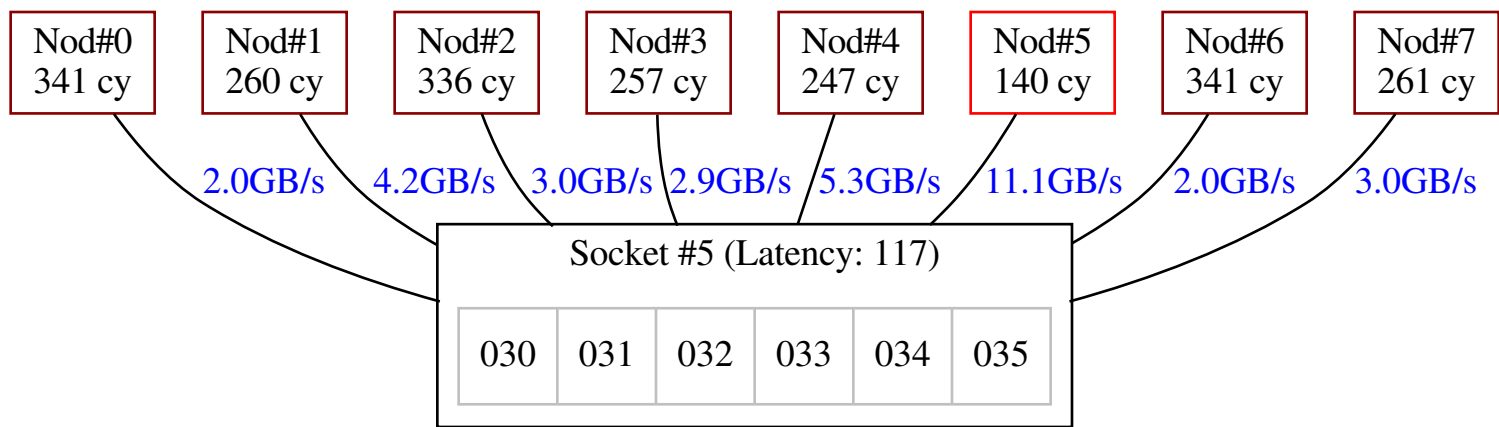 Nod#0 Nod#1 Nod#2 Nod#3 Nod#4 Nod#5 Nod#6 Nod#7
341 cy 260 cy 336 cy 257 cy 247 cy 140 cy 341 cy 261 cy
2.0GB/s 4.2GB/s 3.0GB/s 2.9GB/s 5.3GB/s 11.1GB/s 2.0GB/s 3.0GB/s
Socket #5 (Latency: 117)
030 031 032 033 034 035